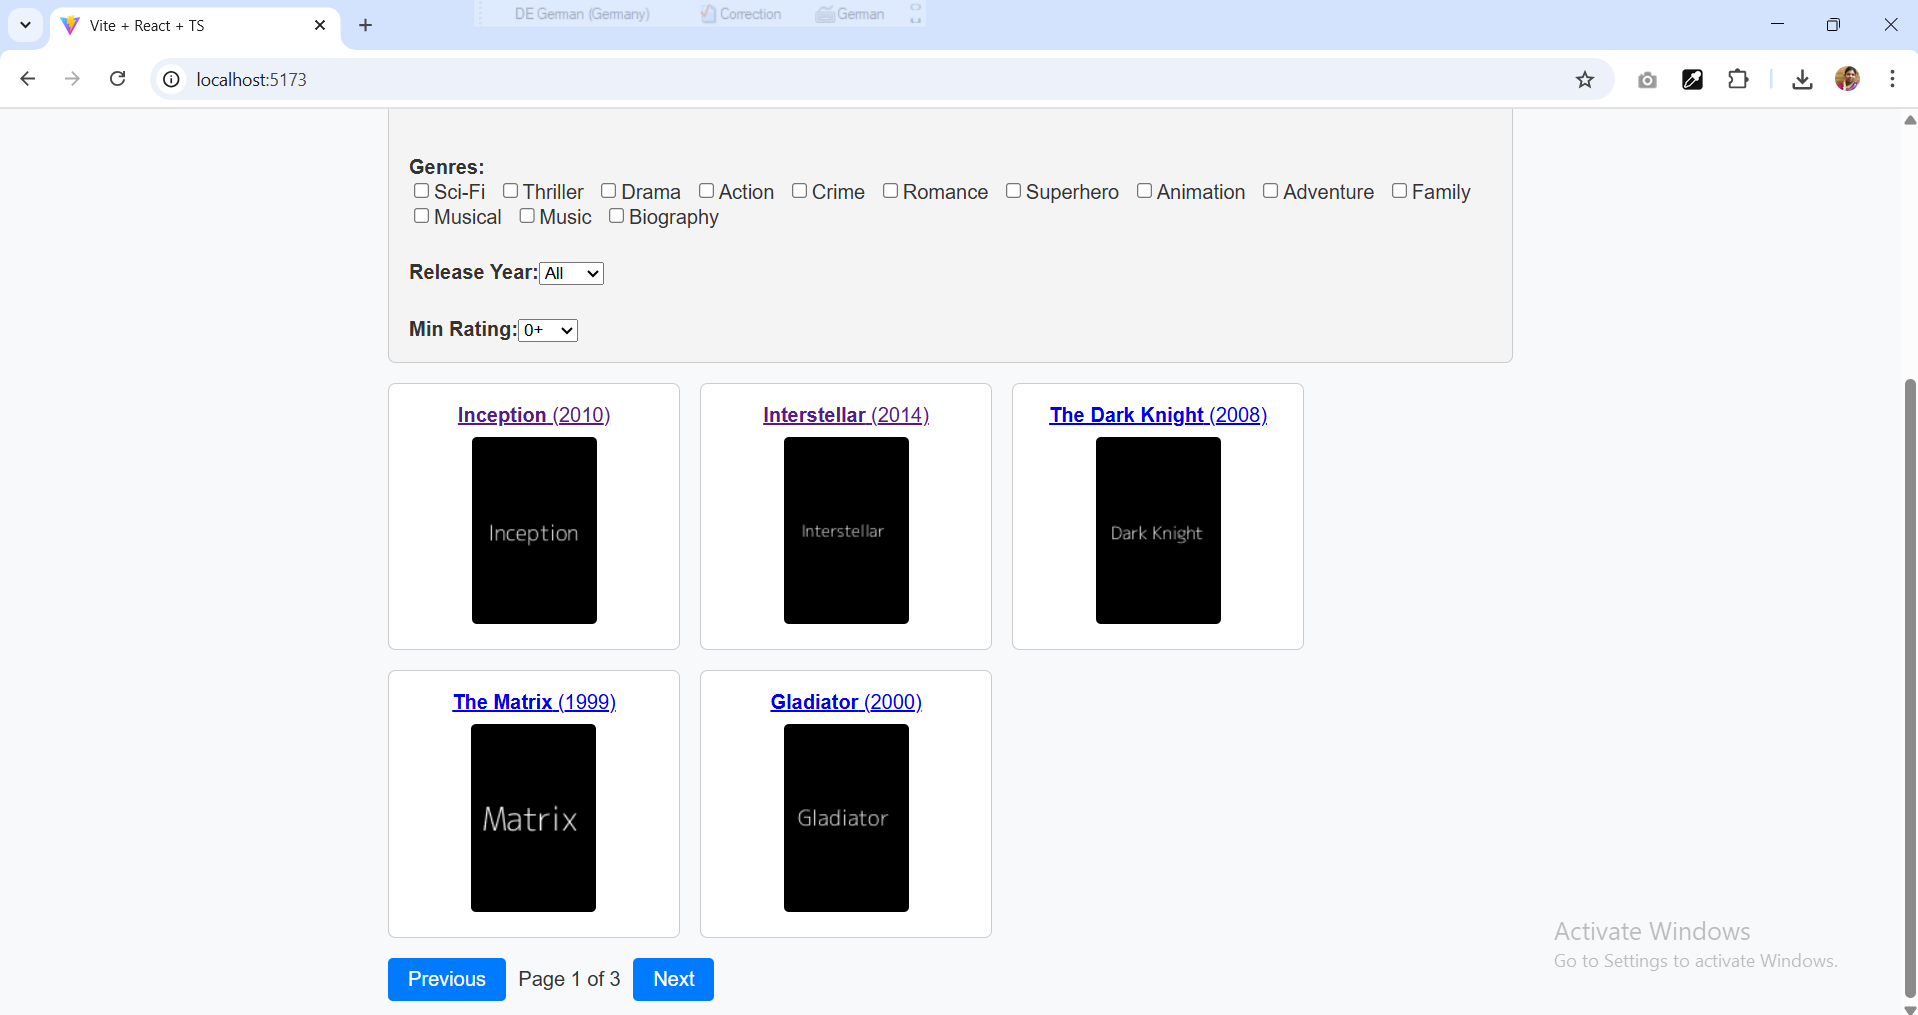 DE German (Germany) Correction German
Vite + React + TS
localhost:5173
Genres:
Sci-Fi Thriller Drama Action Crime Romance Superhero Animation Adventure Family
Musical Music Biography
Release Year: All
Min Rating: 0+
Inception (2010) Interstellar (2014) The Dark Knight (2008)
Inception Interstellar Dark Knight
The Matrix (1999) Gladiator (2000)
Matrix Gladiator
Previous Page 1 of 3 Next
Activate Windows
Go to Settings to activate Windows.